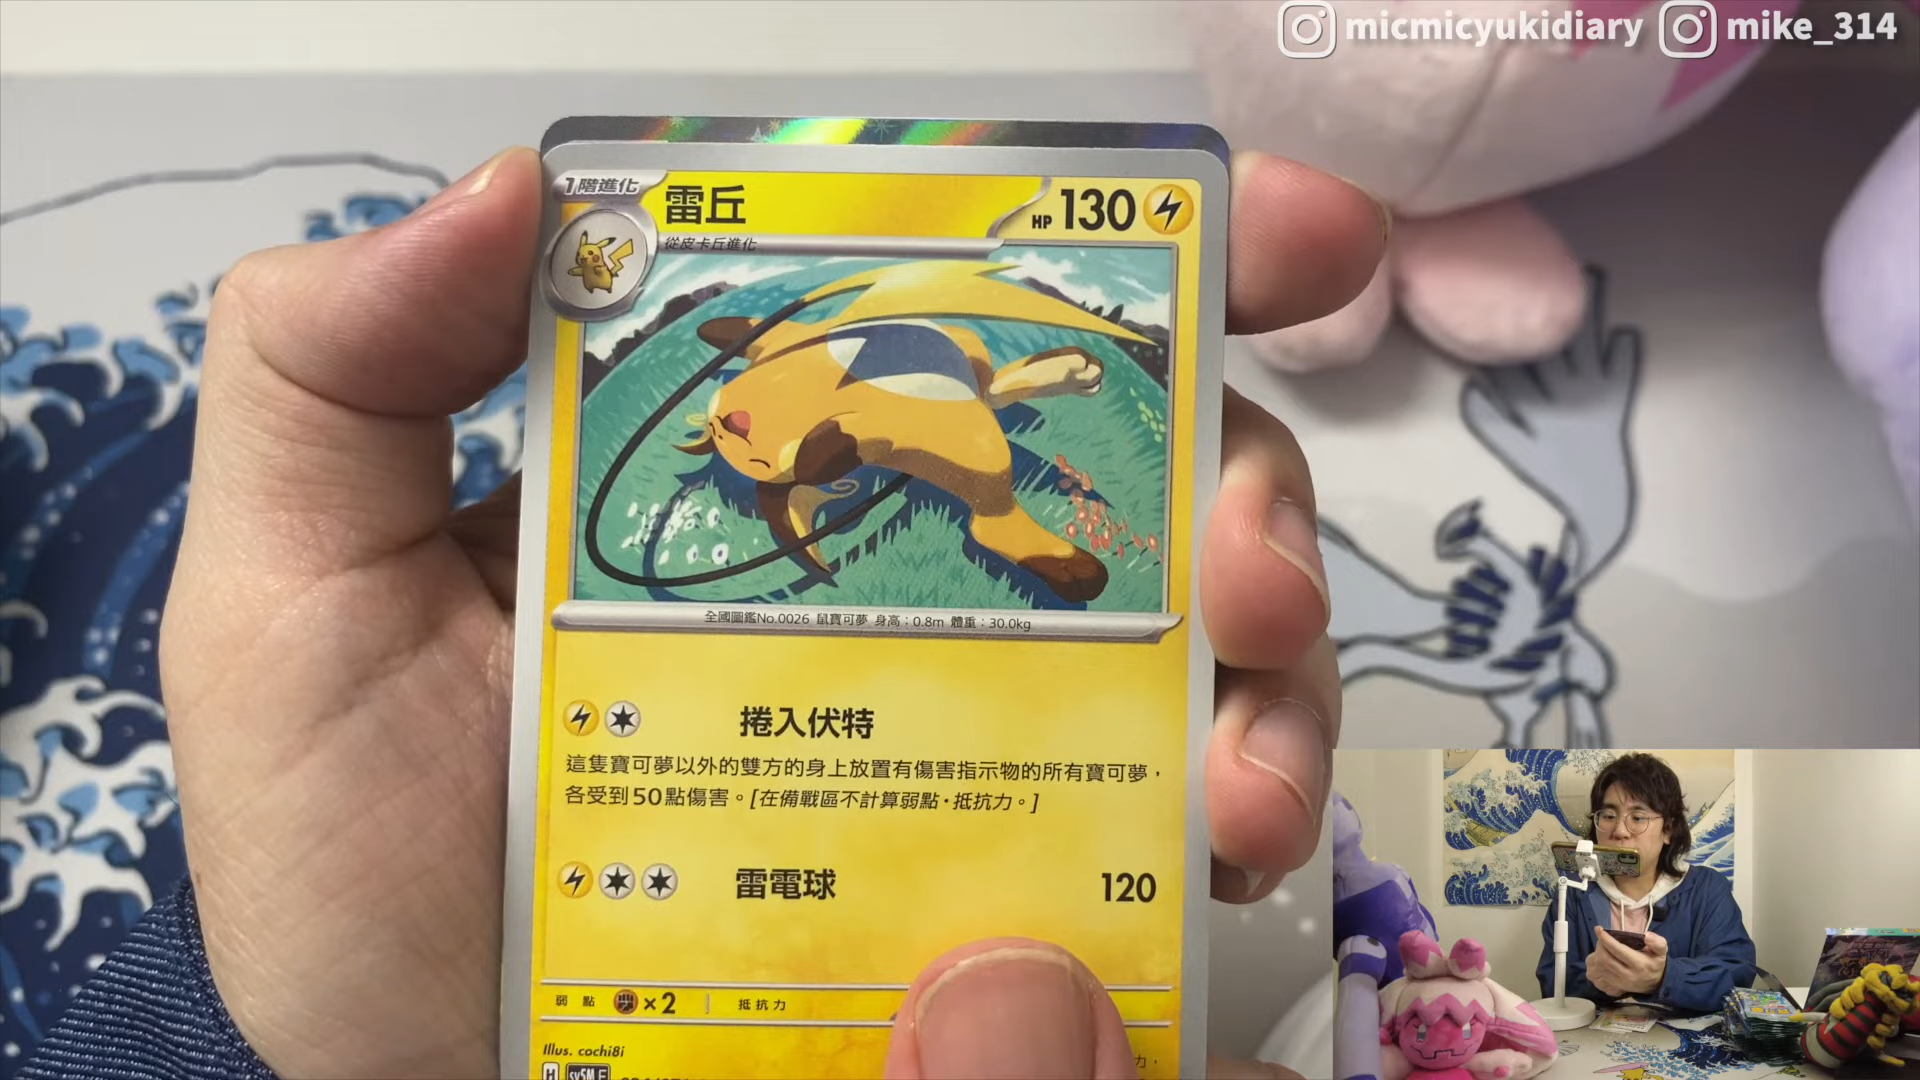 micmicyukidiary mike_314
1階進化 雷丘 HP 130
從皮卡丘進化
全國圖鑑No.0026 鼠寶可夢 身高：0.8m 體重：30.0kg
捲入伏特
這隻寶可夢以外的雙方的身上放置有傷害指示物的所有寶可夢，
各受到50點傷害。[在備戰區不計算弱點・抵抗力。]
雷電球 120
弱點 ×2 抵抗力
Illus. cochi8i
H sv5M F